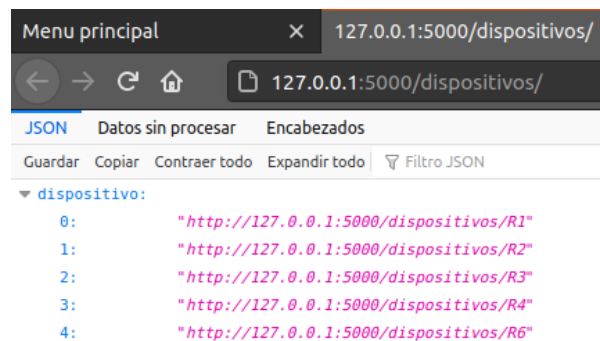 Menu principal × 127.0.0.1:5000/dispositivos/
127.0.0.1:5000/dispositivos/
JSON Datos sin procesar Encabezados
Guardar Copiar Contraer todo Expandir todo Filtro JSON
dispositivo:
0: "http://127.0.0.1:5000/dispositivos/R1"
1: "http://127.0.0.1:5000/dispositivos/R2"
2: "http://127.0.0.1:5000/dispositivos/R3"
3: "http://127.0.0.1:5000/dispositivos/R4"
4: "http://127.0.0.1:5000/dispositivos/R6"